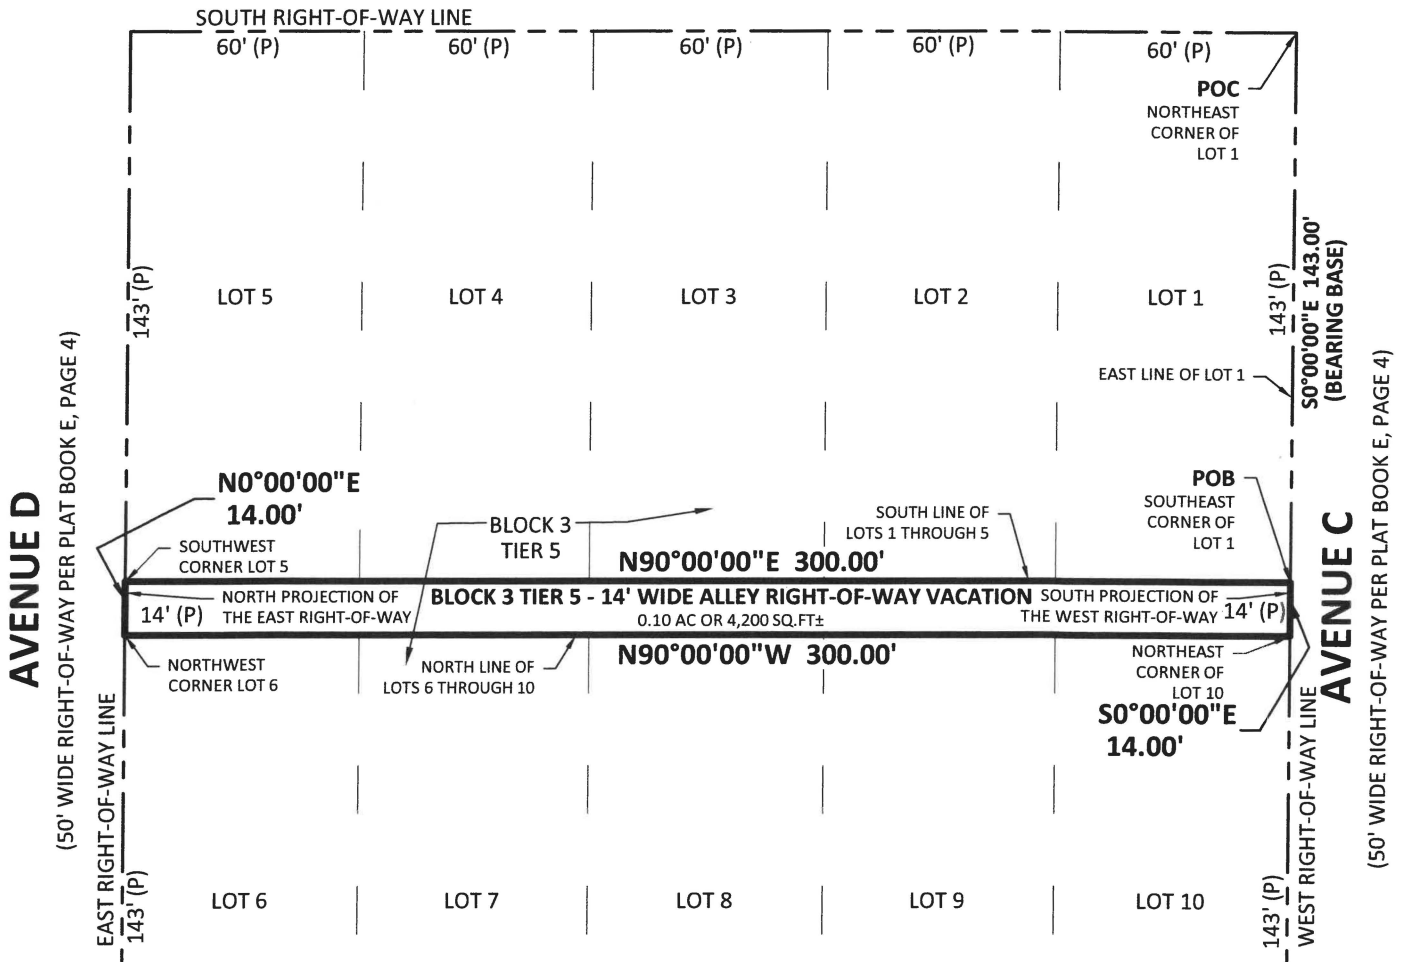 SOUTH RIGHT-OF-WAY LINE
60' (P)
60' (P)
60' (P)
60' (P)
60' (P)
POC
NORTHEAST
CORNER OF
LOT 1
143' (P)
LOT 5
LOT 4
LOT 3
LOT 2
LOT 1
143' (P)
S0°00'00"E 143.00'
(BEARING BASE)
EAST LINE OF LOT 1
AVENUE D
(50' WIDE RIGHT-OF-WAY PER PLAT BOOK E, PAGE 4)
N0°00'00"E
14.00'
SOUTHWEST
CORNER LOT 5
BLOCK 3
TIER 5
SOUTH LINE OF
LOTS 1 THROUGH 5
POB
SOUTHEAST
CORNER OF
LOT 1
AVENUE C
(50' WIDE RIGHT-OF-WAY PER PLAT BOOK E, PAGE 4)
N90°00'00"E 300.00'
14' (P)
NORTH PROJECTION OF
THE EAST RIGHT-OF-WAY
BLOCK 3 TIER 5 - 14' WIDE ALLEY RIGHT-OF-WAY VACATION
0.10 AC OR 4,200 SQ.FT±
SOUTH PROJECTION OF
THE WEST RIGHT-OF-WAY
14' (P)
N90°00'00"W 300.00'
NORTHWEST
CORNER LOT 6
NORTH LINE OF
LOTS 6 THROUGH 10
NORTHEAST
CORNER OF
LOT 10
S0°00'00"E
14.00'
EAST RIGHT-OF-WAY LINE
143' (P)
LOT 6
LOT 7
LOT 8
LOT 9
LOT 10
143' (P)
WEST RIGHT-OF-WAY LINE